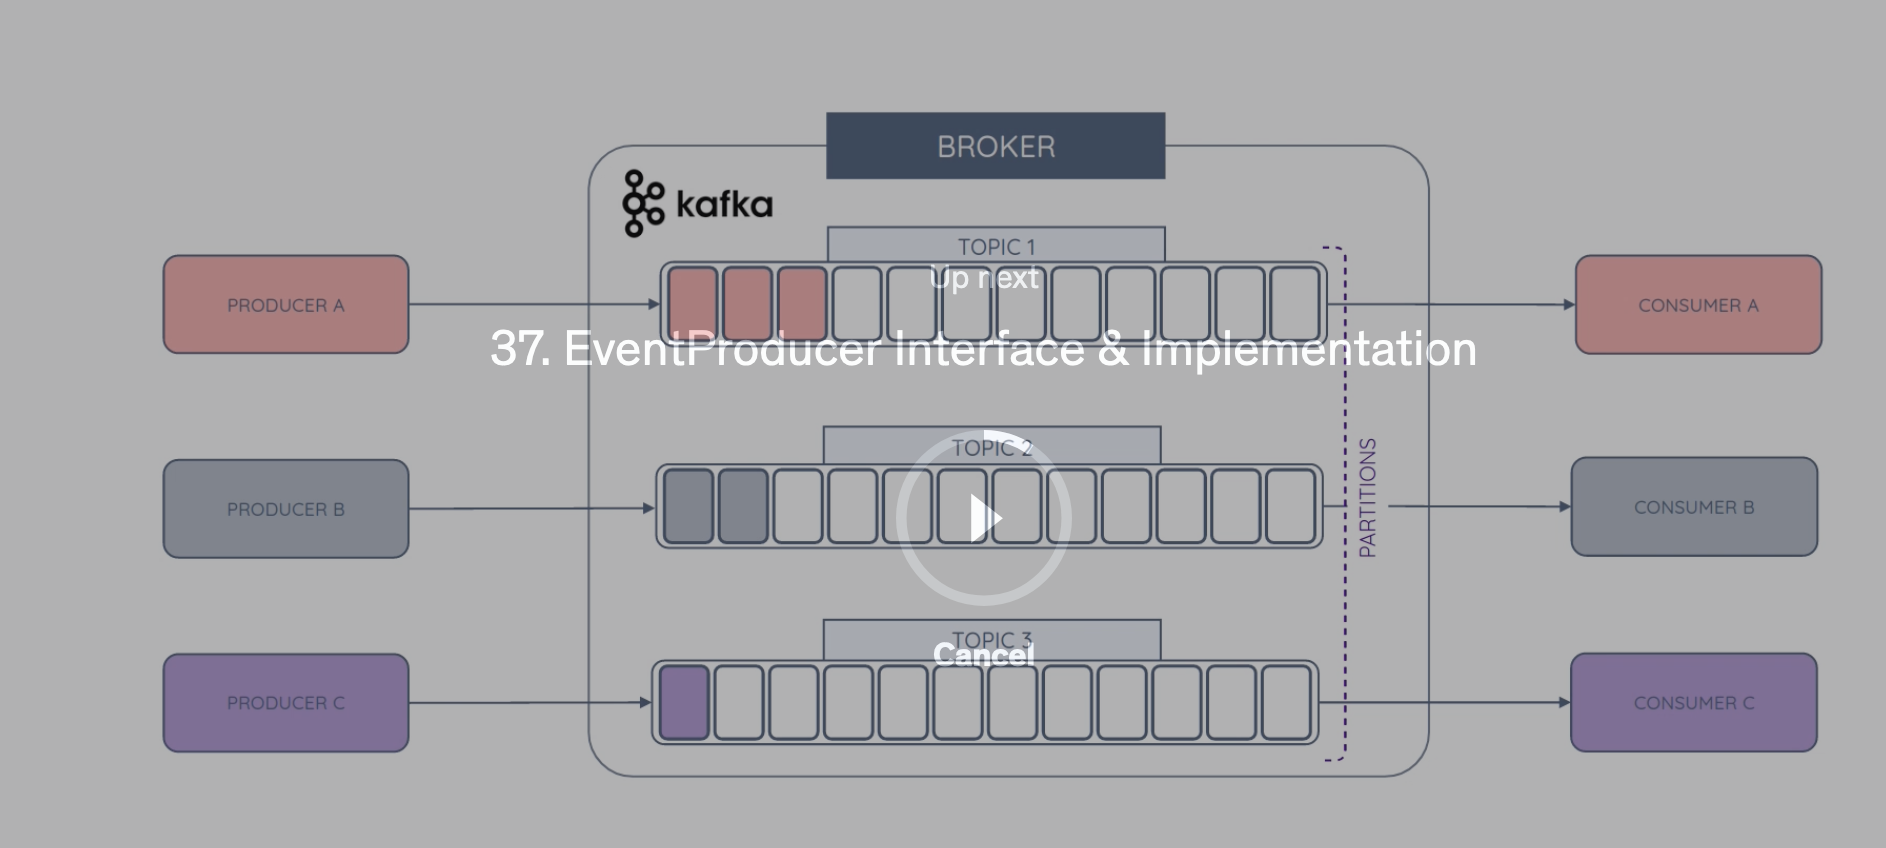 BROKER
kafka
TOPIC 1
Up next
PRODUCER A
CONSUMER A
37. EventProducer Interface & Implementation
TOPIC 2
PARTITIONS
PRODUCER B
CONSUMER B
TOPIC 3
Cancel
PRODUCER C
CONSUMER C